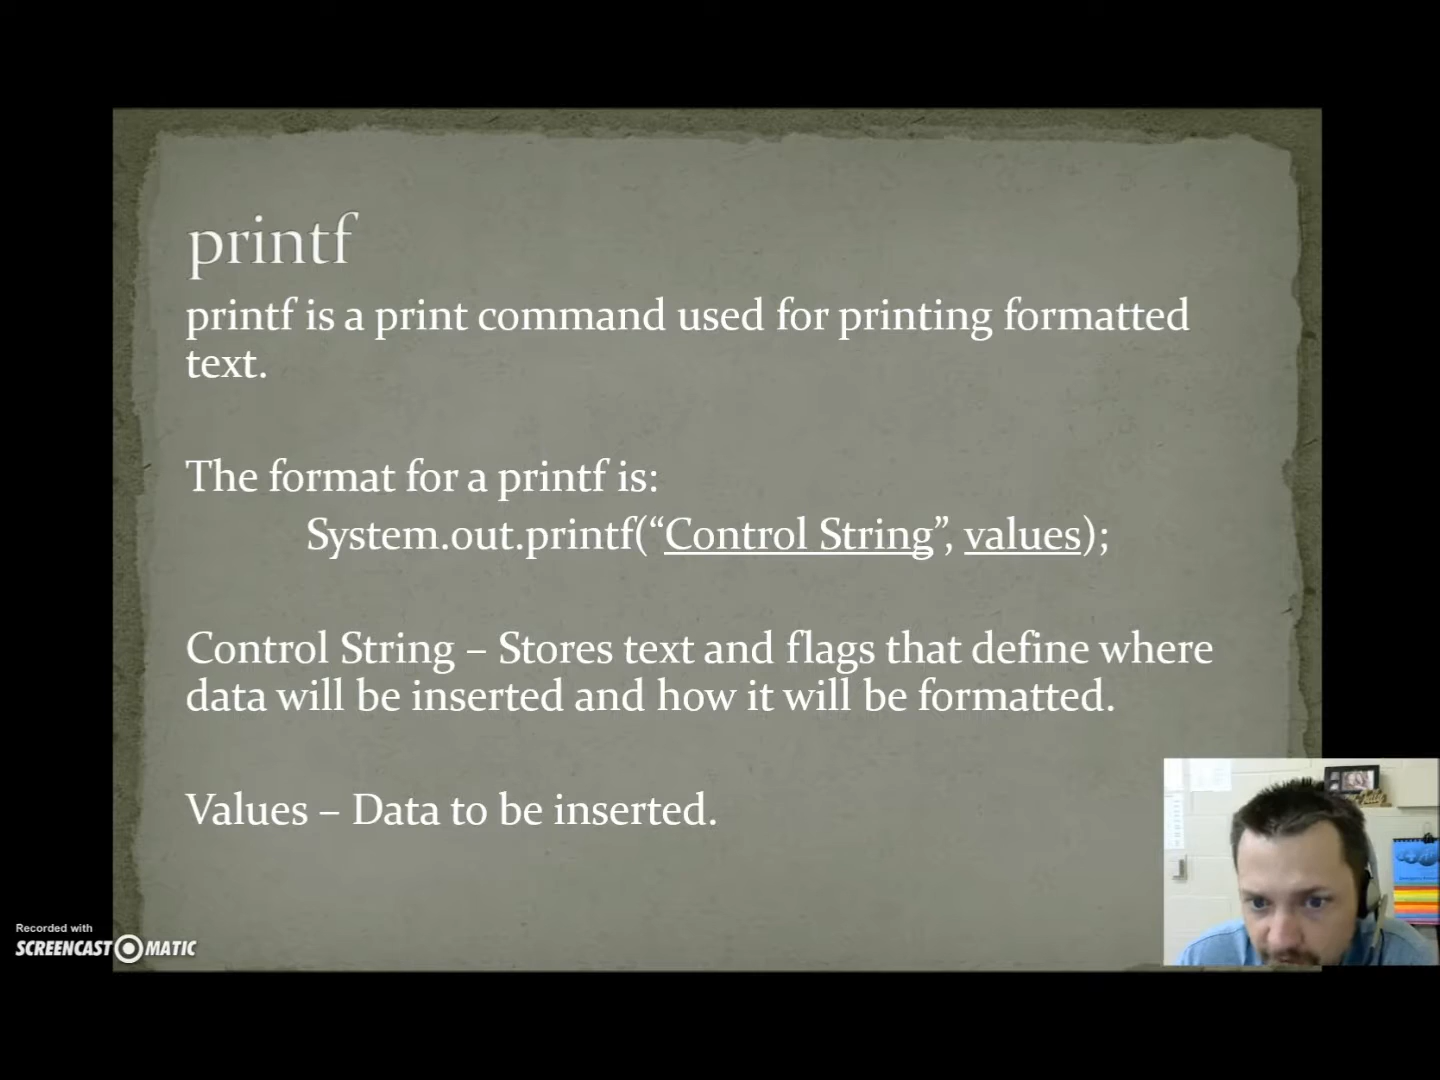 printf
printf is a print command used for printing formatted
text.
The format for a printf is:
System.out.printf(“Control String”, values);
Control String – Stores text and flags that define where
data will be inserted and how it will be formatted.
Values – Data to be inserted.
Recorded with
SCREENCAST-O-MATIC